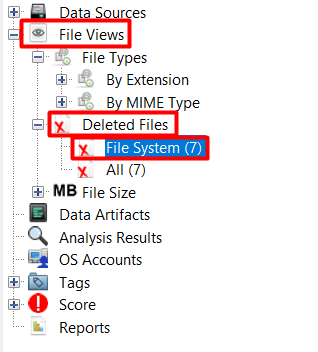 Data Sources
File Views
File Types
By Extension
By MIME Type
Deleted Files
File System (7)
All (7)
MB File Size
Data Artifacts
Analysis Results
OS Accounts
Tags
Score
Reports